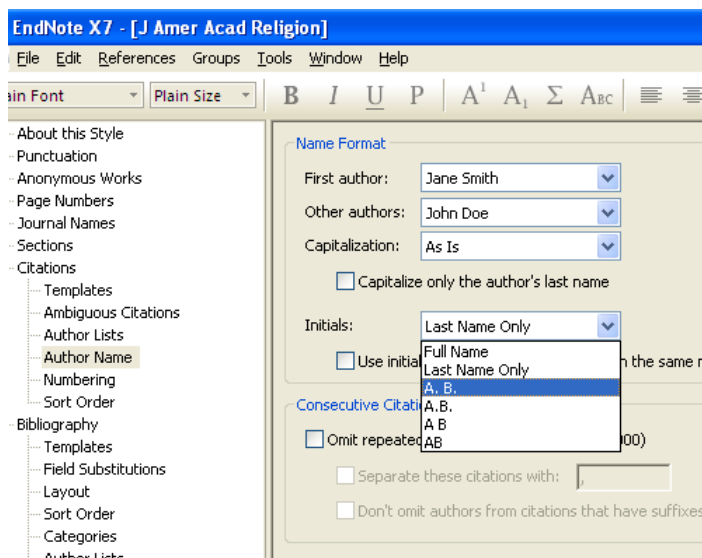 EndNote X7 - [J Amer Acad Religion]
File Edit References Groups Tools Window Help
ain Font Plain Size B I U P A1 A1 Σ ABC
About this Style
Punctuation
Anonymous Works
Page Numbers
Journal Names
Sections
Citations
Templates
Ambiguous Citations
Author Lists
Author Name
Numbering
Sort Order
Bibliography
Templates
Field Substitutions
Layout
Sort Order
Categories
Author Lists
Name Format
First author: Jane Smith
Other authors: John Doe
Capitalization: As Is
Capitalize only the author's last name
Initials: Last Name Only
Full Name
Last Name Only
A. B.
A.B.
A B
AB
Use initial n the same
Consecutive Citati
Omit repeated 00)
Separate these citations with: ,
Don't omit authors from citations that have suffixes